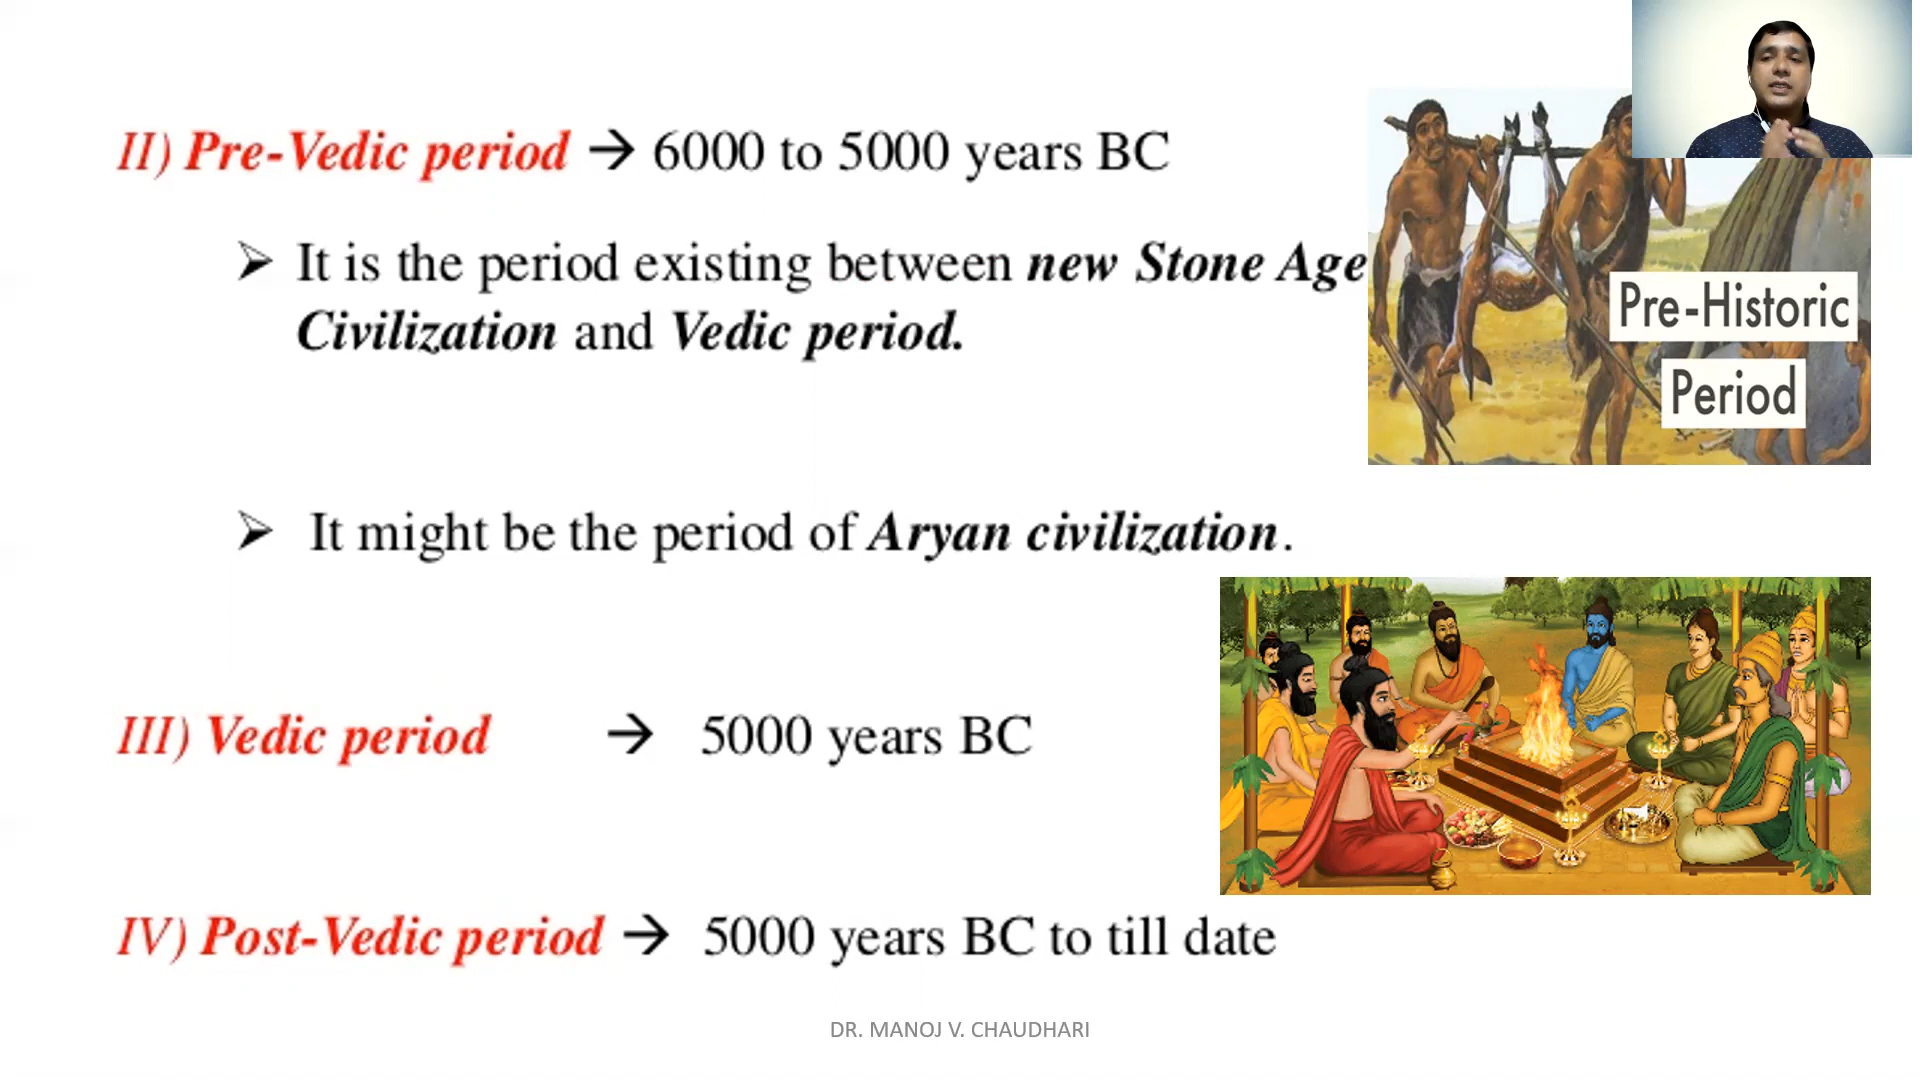 II) Pre-Vedic period → 6000 to 5000 years BC
➢ It is the period existing between new Stone Age
Civilization and Vedic period.
Pre-Historic
Period
➢ It might be the period of Aryan civilization.
III) Vedic period → 5000 years BC
IV) Post-Vedic period → 5000 years BC to till date
DR. MANOJ V. CHAUDHARI